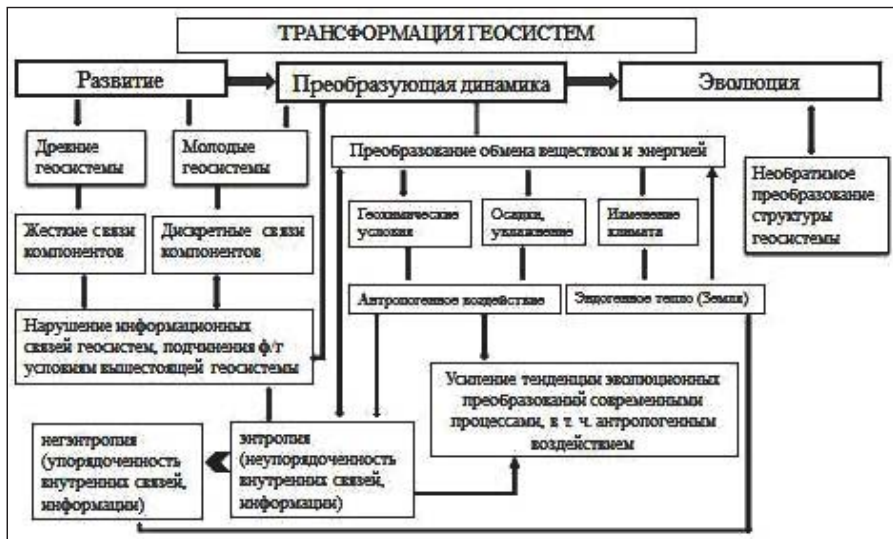 ТРАНСФОРМАЦИЯ ГЕОСИСТЕМ
Развитие
Преобразующая динамика
Эволюция
Древние
геосистемы
Молодые
геосистемы
Преобразование обмена веществом и энергией
Необратимое
преобразование
структуры
геосистемы
Жесткие связи
компонентов
Дискретные связи
компонентов
Геохимические
условия
Осадки,
увлажнение
Изменение
климата
Антропогенное воздействие
Эндогенное тепло (Земля)
Нарушение информационных
связей геосистем, подчинения ф/т
условиям вышестоящей геосистемы
Усиление тенденции эволюционных
преобразований современными
процессами, в т. ч. антропогенным
воздействием
негэнтропия
(упорядоченность
внутренних связей,
информации)
энтропия
(неупорядоченность
внутренних связей,
информации)